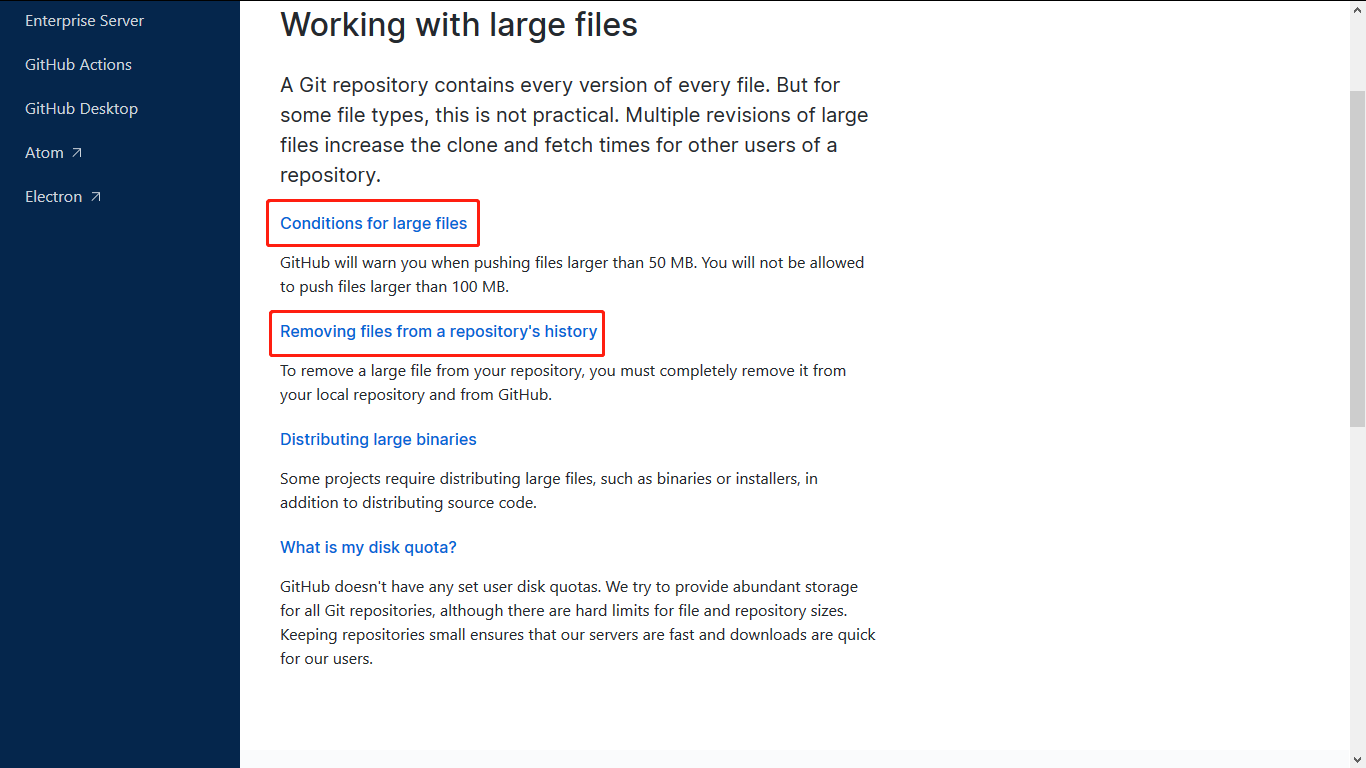 Enterprise Server
GitHub Actions
GitHub Desktop
Atom
Electron
Working with large files
A Git repository contains every version of every file. But for
some file types, this is not practical. Multiple revisions of large
files increase the clone and fetch times for other users of a
repository.
Conditions for large files
GitHub will warn you when pushing files larger than 50 MB. You will not be allowed
to push files larger than 100 MB.
Removing files from a repository's history
To remove a large file from your repository, you must completely remove it from
your local repository and from GitHub.
Distributing large binaries
Some projects require distributing large files, such as binaries or installers, in
addition to distributing source code.
What is my disk quota?
GitHub doesn't have any set user disk quotas. We try to provide abundant storage
for all Git repositories, although there are hard limits for file and repository sizes.
Keeping repositories small ensures that our servers are fast and downloads are quick
for our users.